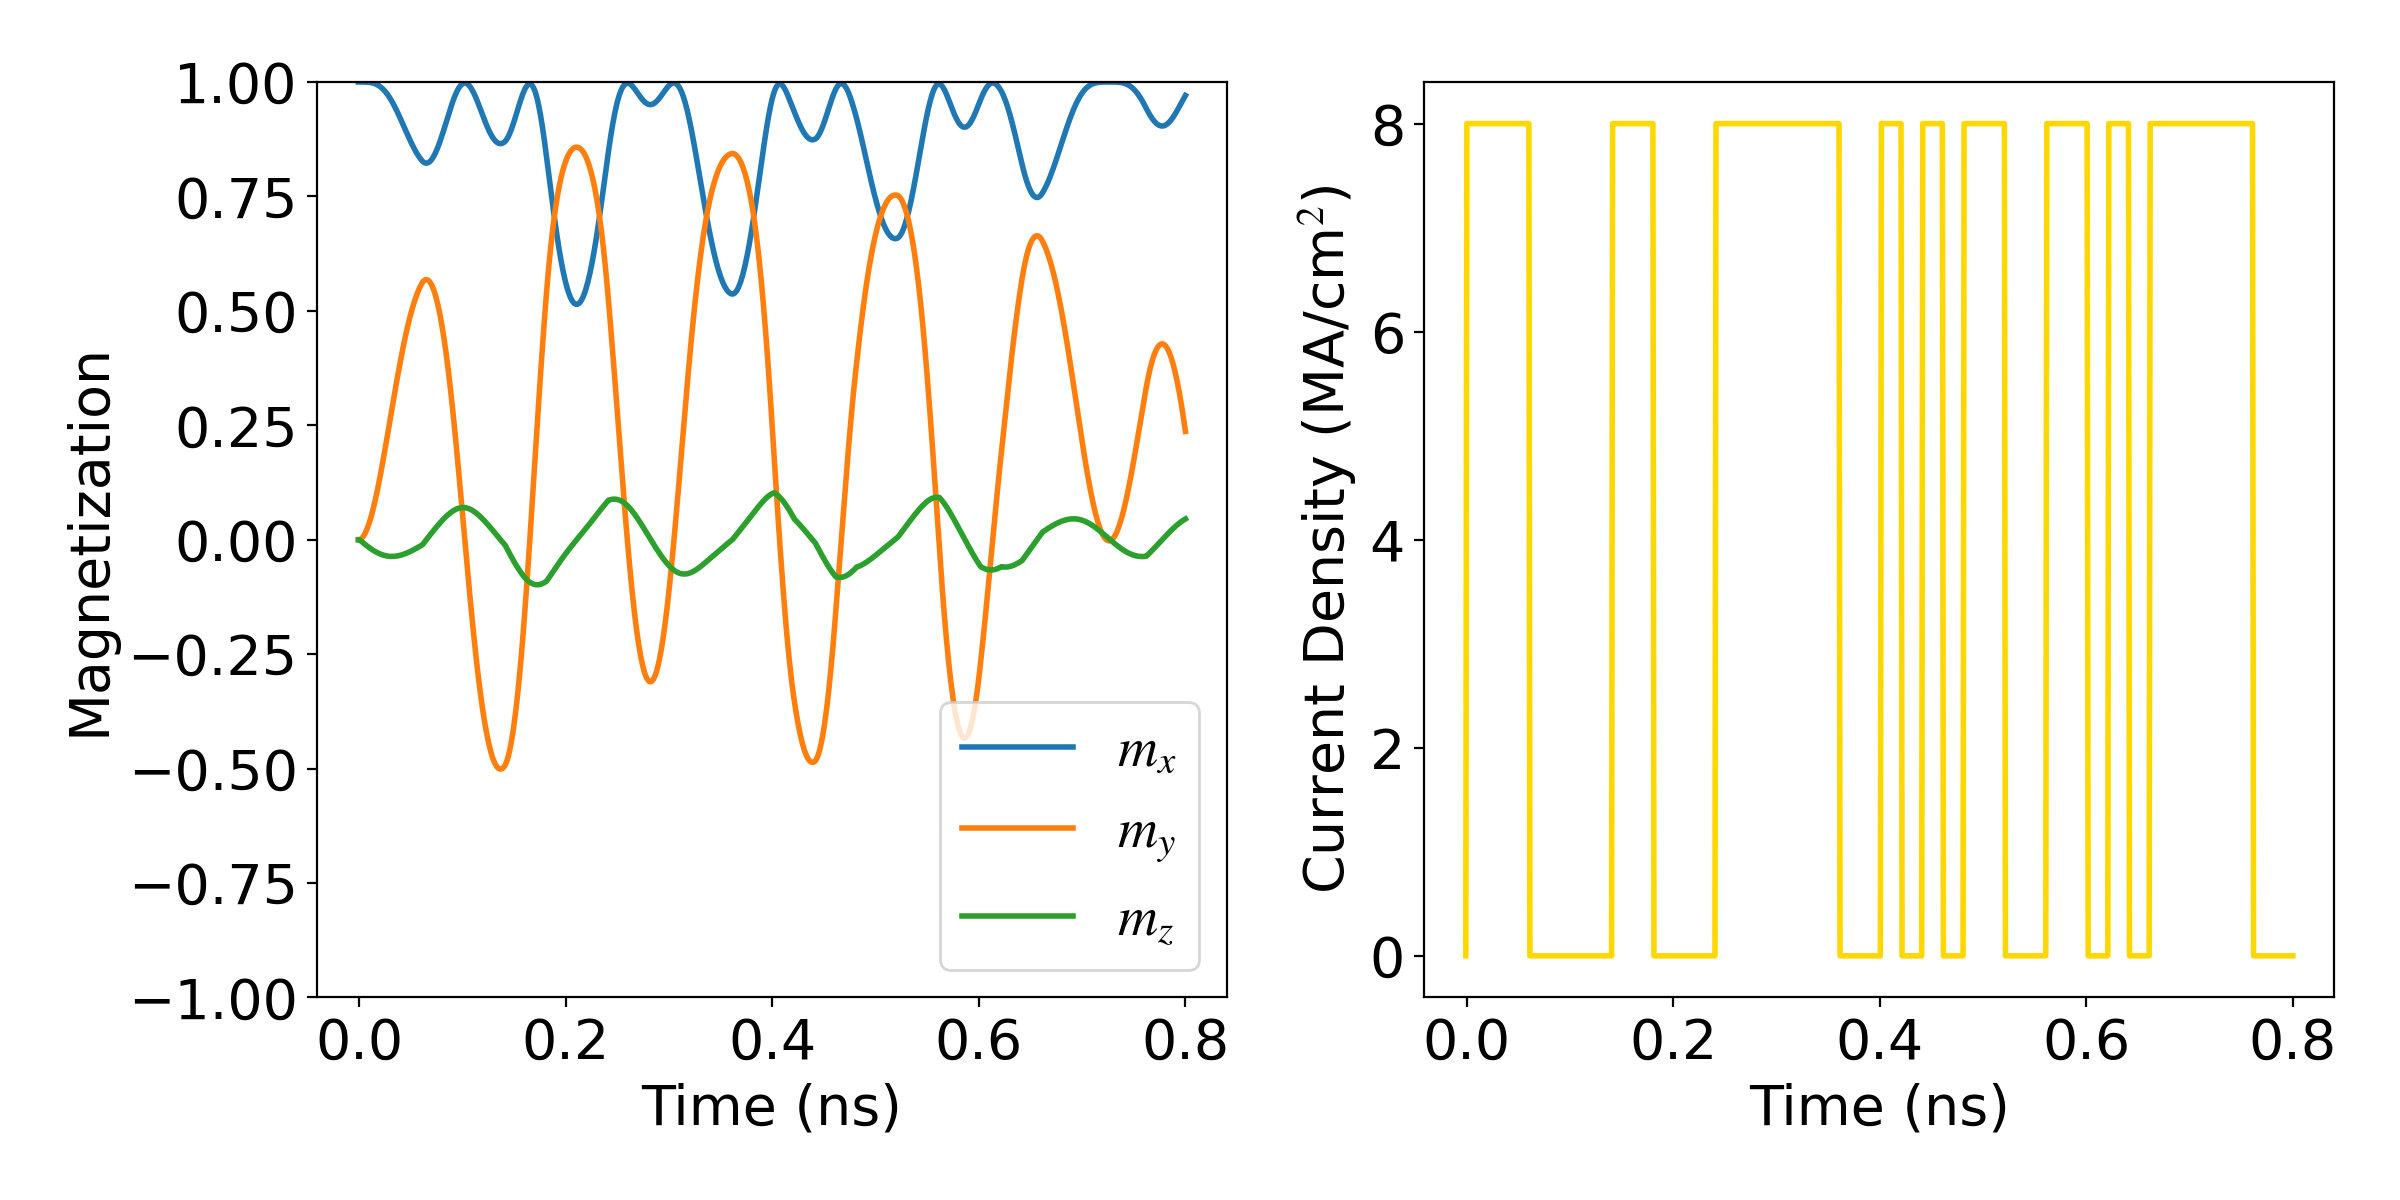 1.00
0.75
0.50
0.25
0.00
−0.25
−0.50
−0.75
−1.00
Magnetization
0.0 0.2 0.4 0.6 0.8
Time (ns)
m_x
m_y
m_z
8
6
4
2
0
Current Density (MA/cm²)
0.0 0.2 0.4 0.6 0.8
Time (ns)